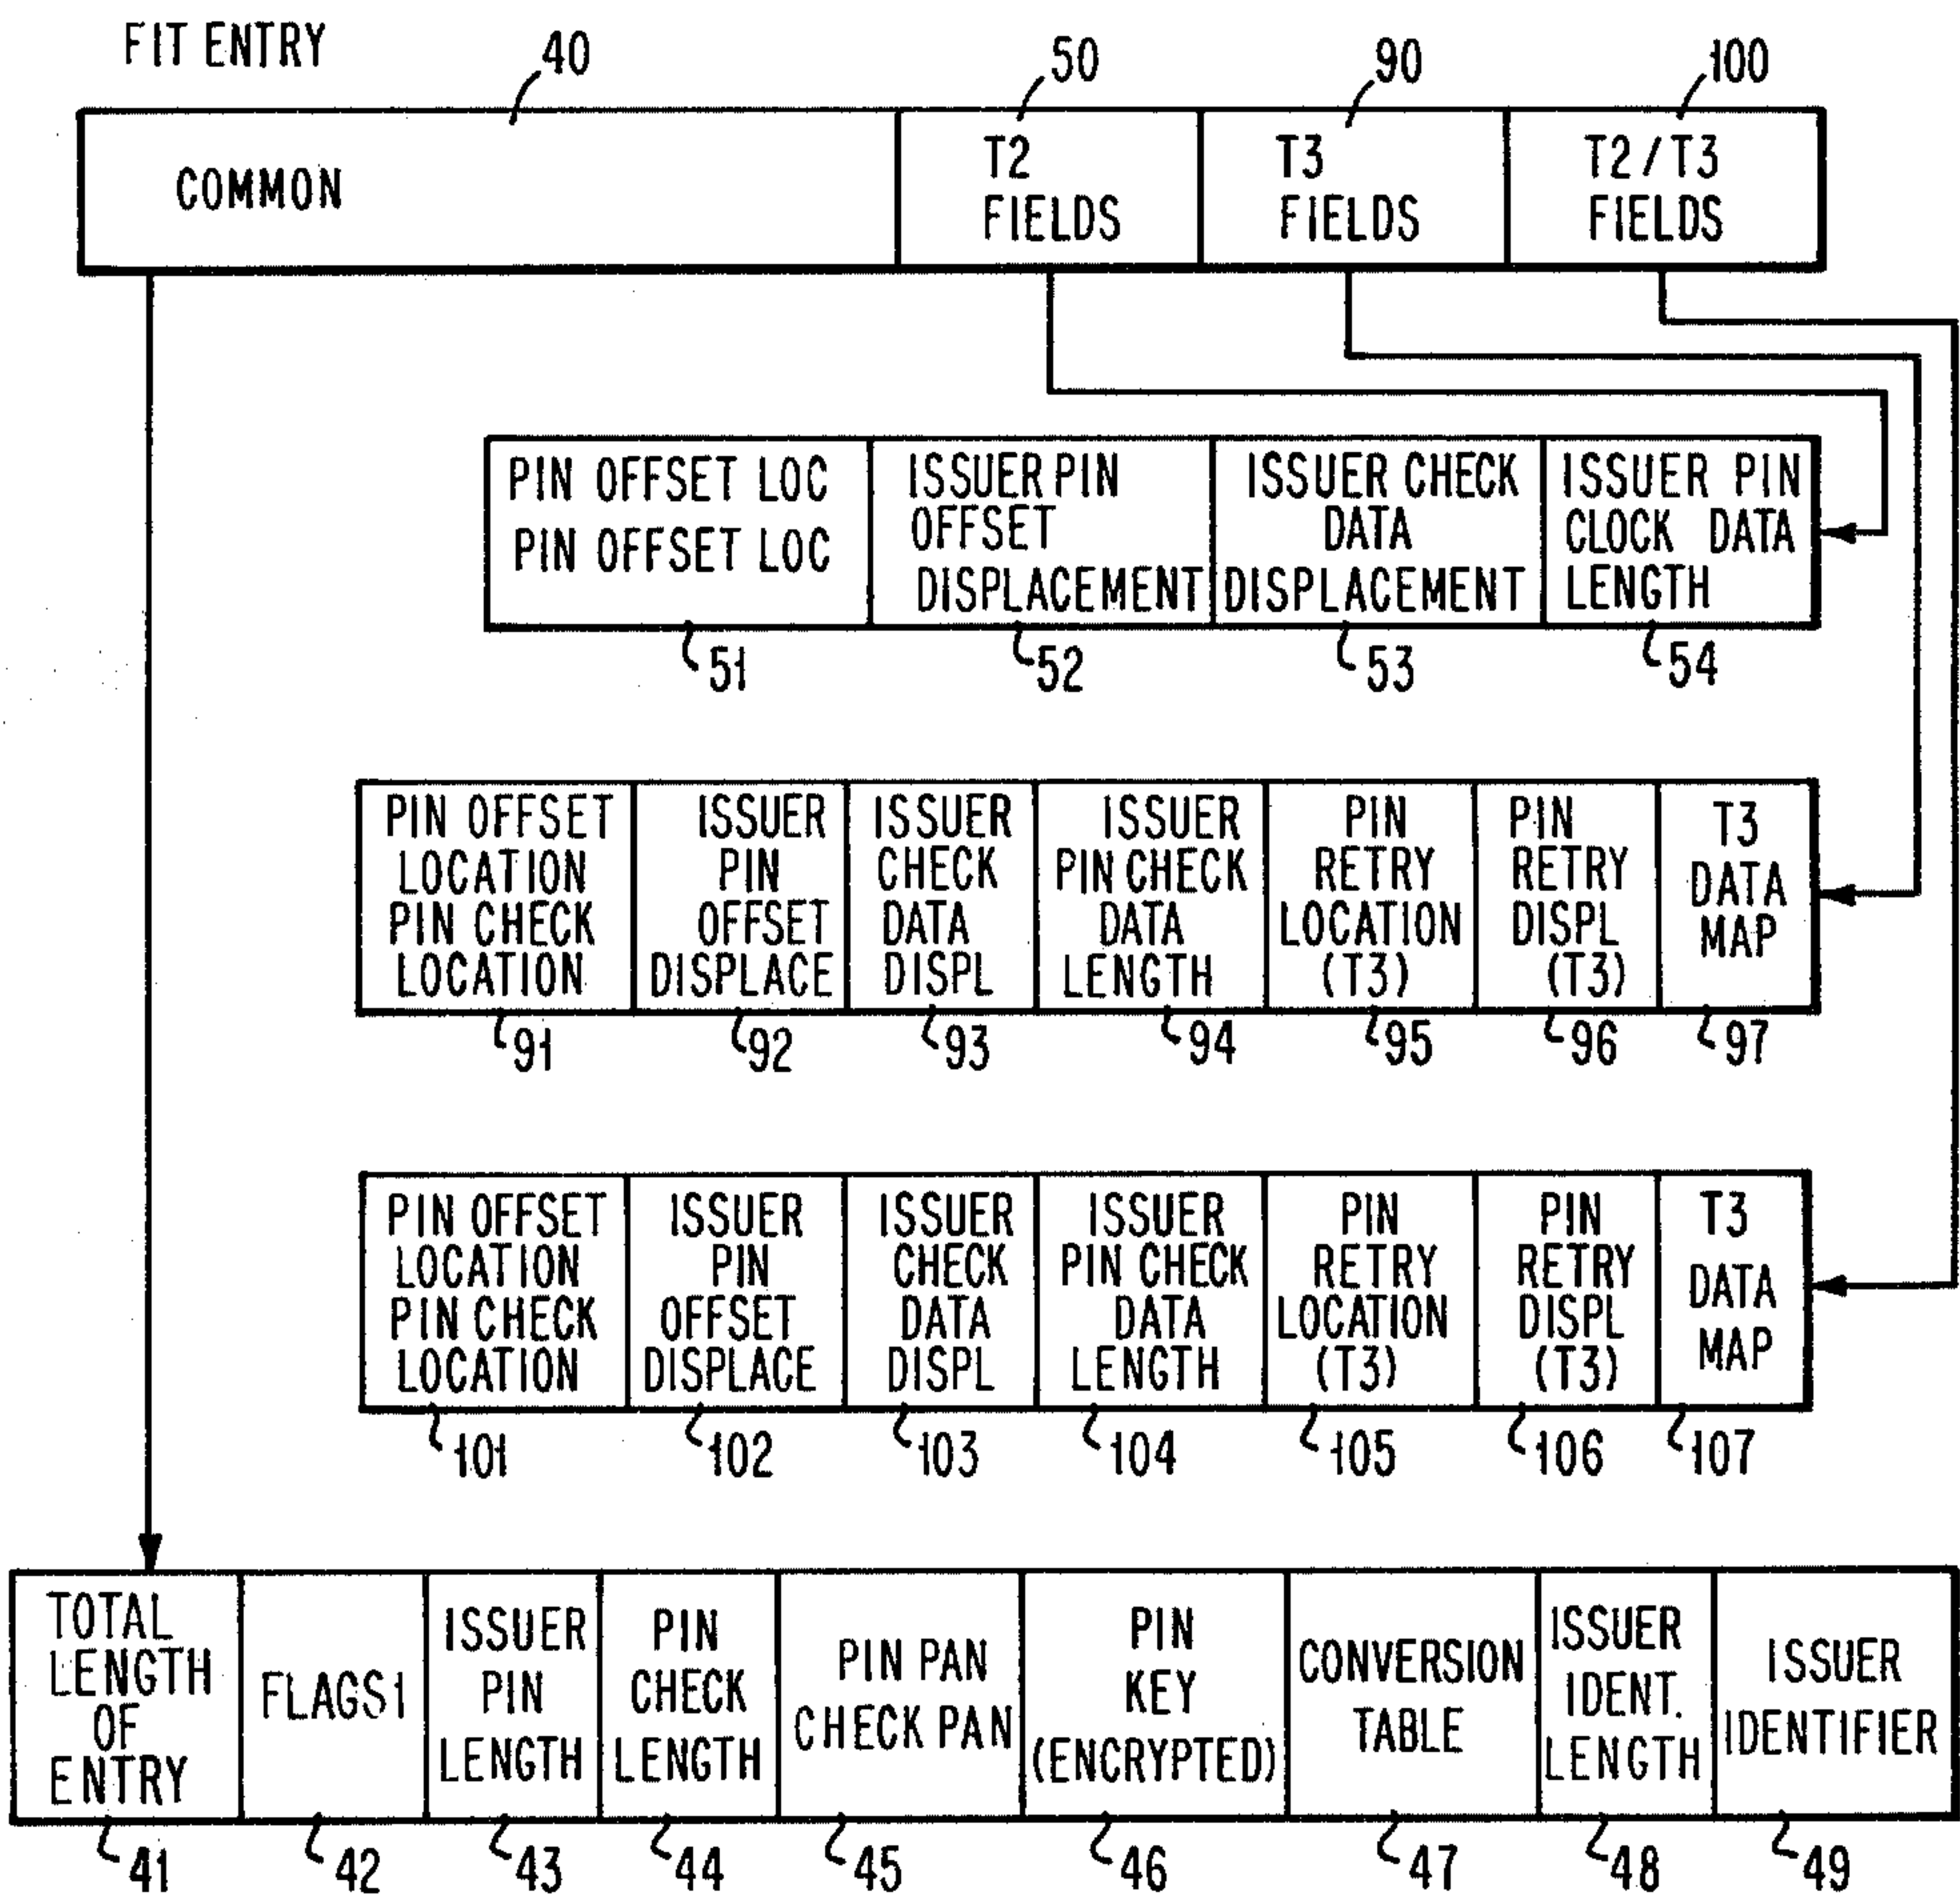 FIT ENTRY
40
50
90
100
COMMON
T2
FIELDS
T3
FIELDS
T2/T3
FIELDS
PIN OFFSET LOC
PIN OFFSET LOC
ISSUER PIN
OFFSET
DISPLACEMENT
ISSUER CHECK
DATA
DISPLACEMENT
ISSUER PIN
CLOCK DATA
LENGTH
51
52
53
54
PIN OFFSET
LOCATION
PIN CHECK
LOCATION
ISSUER
PIN
OFFSET
DISPLACE
ISSUER
CHECK
DATA
DISPL
ISSUER
PIN CHECK
DATA
LENGTH
PIN
RETRY
LOCATION
(T3)
PIN
RETRY
DISPL
(T3)
T3
DATA
MAP
91
92
93
94
95
96
97
PIN OFFSET
LOCATION
PIN CHECK
LOCATION
ISSUER
PIN
OFFSET
DISPLACE
ISSUER
CHECK
DATA
DISPL
ISSUER
PIN CHECK
DATA
LENGTH
PIN
RETRY
LOCATION
(T3)
PIN
RETRY
DISPL
(T3)
T3
DATA
MAP
101
102
103
104
105
106
107
TOTAL
LENGTH
OF
ENTRY
FLAGS1
ISSUER
PIN
LENGTH
PIN
CHECK
LENGTH
PIN PAN
CHECK PAN
PIN
KEY
(ENCRYPTED)
CONVERSION
TABLE
ISSUER
IDENT.
LENGTH
ISSUER
IDENTIFIER
41
42
43
44
45
46
47
48
49